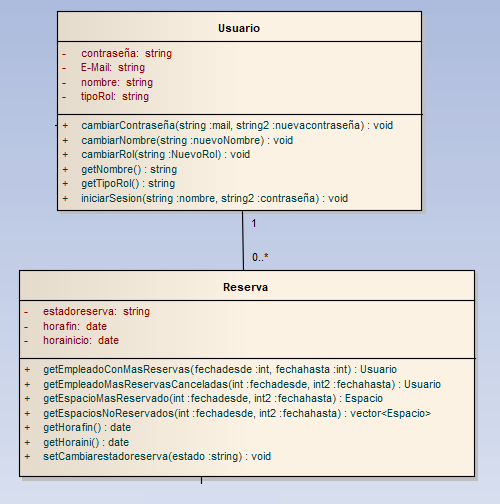 Usuario
- contraseña: string
- E-Mail: string
- nombre: string
- tipoRol: string
+ cambiarContraseña(string :mail, string2 :nuevacontraseña) : void
+ cambiarNombre(string :nuevoNombre) : void
+ cambiarRol(string :NuevoRol) : void
+ getNombre() : string
+ getTipoRol() : string
+ iniciarSesion(string :nombre, string2 :contraseña) : void
1
0..*
Reserva
- estadoreserva: string
- horafin: date
- horainicio: date
+ getEmpleadoConMasReservas(fechadesde :int, fechahasta :int) : Usuario
+ getEmpleadoMasReservasCanceladas(int :fechadesde, int2 :fechahasta) : Usuario
+ getEspacioMasReservado(int :fechadesde, int2 :fechahasta) : Espacio
+ getEspaciosNoReservados(int :fechadesde, int2 :fechahasta) : vector<Espacio>
+ getHorafin() : date
+ getHoraini() : date
+ setCambiarestadoreserva(estado :string) : void